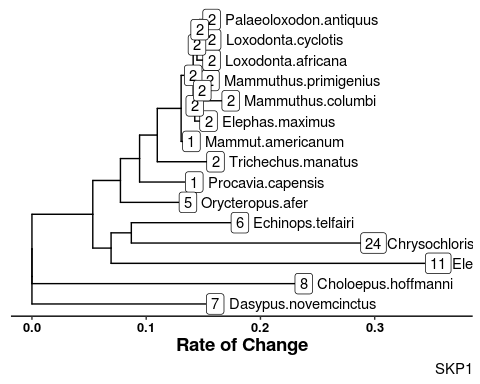 2 Palaeoloxodon.antiquus
2
2 Loxodonta.cyclotis
2
2 Loxodonta.africana
2
2 Mammuthus.primigenius
2
2 Mammuthus.columbi
2
2 Elephas.maximus
1 Mammut.americanum
2 Trichechus.manatus
1 Procavia.capensis
5 Orycteropus.afer
6 Echinops.telfairi
24 Chrysochloris
11 Ele
8 Choloepus.hoffmanni
7 Dasypus.novemcinctus
0.0 0.1 0.2 0.3
Rate of Change
SKP1